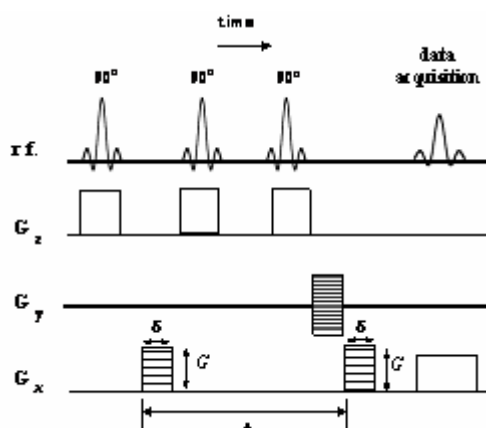 time
90° 90° 90°
data
acquisition
r f.
G z
G y
δ δ
G G
G x